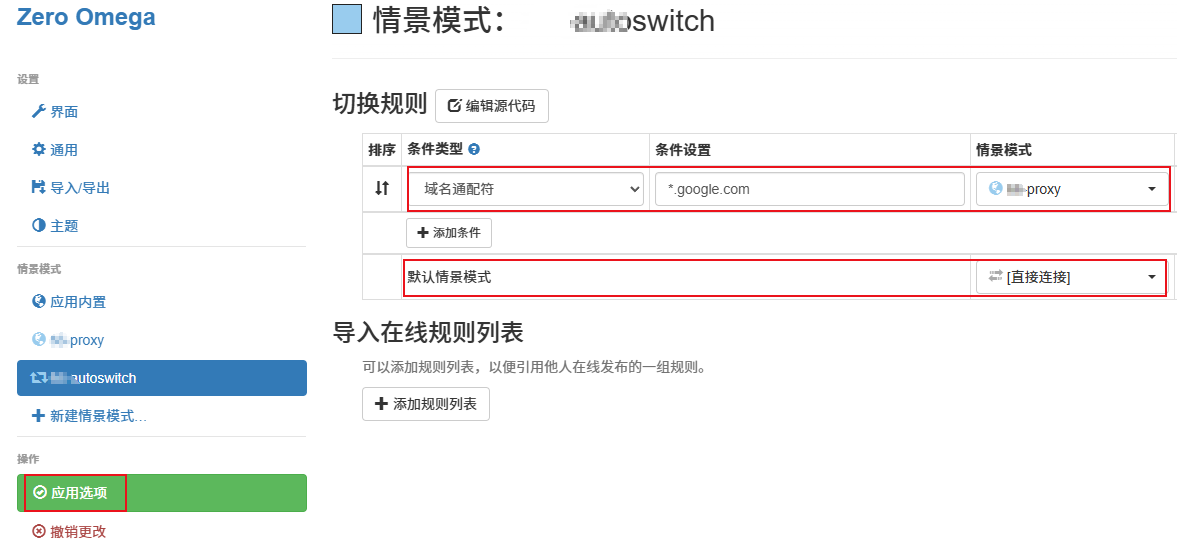 Zero Omega
设置
界面
通用
导入/导出
主题
情景模式
应用内置
proxy
autoswitch
新建情景模式...
操作
应用选项
撤销更改
情景模式： autoswitch
切换规则 编辑源代码
排序 条件类型 条件设置 情景模式
域名通配符 *.google.com proxy
添加条件
默认情景模式 [直接连接]
导入在线规则列表
可以添加规则列表，以便引用他人在线发布的一组规则。
添加规则列表